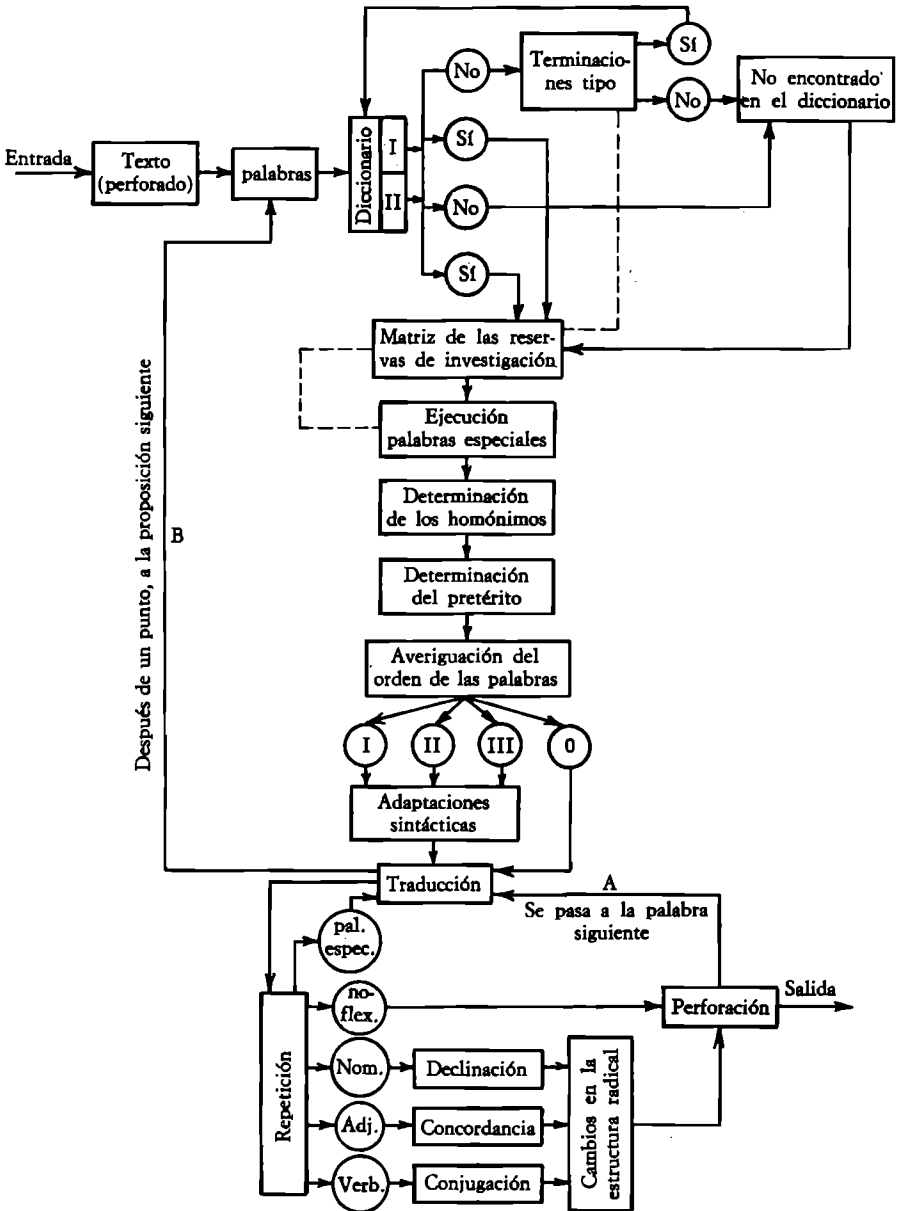 Sí
No
Terminacio-
nes tipo
No
No encontrado
en el diccionario
Entrada
Texto
(perforado)
palabras
Diccionario
I
II
Sí
No
Sí
Matriz de las reser-
vas de investigación
Ejecución
palabras especiales
Determinación
de los homónimos
Determinación
del pretérito
Averiguación del
orden de las palabras
I
II
III
0
Adaptaciones
sintácticas
Después de un punto, a la proposición siguiente
B
Traducción
A
Se pasa a la palabra
siguiente
pal.
espec.
Repetición
no-
flex.
Perforación
Salida
Nom.
Declinación
Adj.
Concordancia
Verb.
Conjugación
Cambios en la
estructura radical